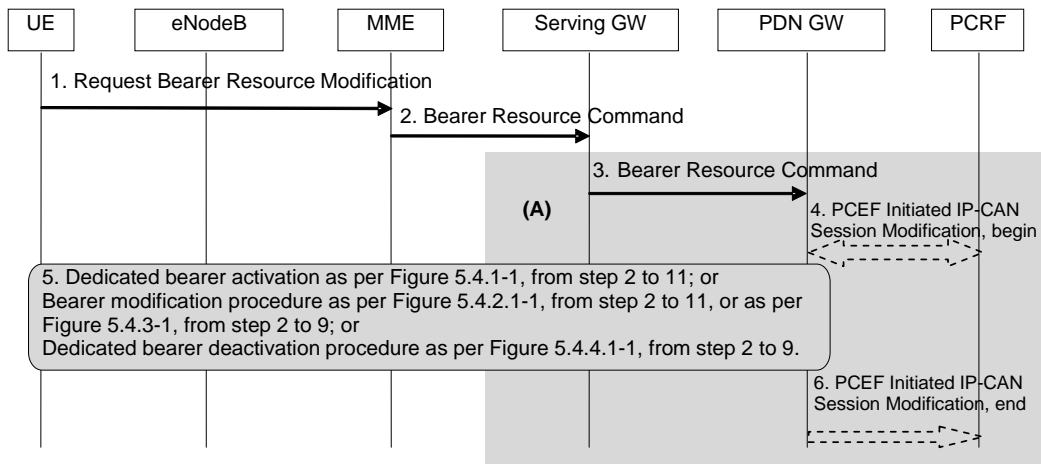 UE eNodeB MME Serving GW PDN GW PCRF
1. Request Bearer Resource Modification
2. Bearer Resource Command
3. Bearer Resource Command
(A)
4. PCEF Initiated IP-CAN
Session Modification, begin
5. Dedicated bearer activation as per Figure 5.4.1-1, from step 2 to 11; or
Bearer modification procedure as per Figure 5.4.2.1-1, from step 2 to 11, or as per
Figure 5.4.3-1, from step 2 to 9; or
Dedicated bearer deactivation procedure as per Figure 5.4.4.1-1, from step 2 to 9.
6. PCEF Initiated IP-CAN
Session Modification, end